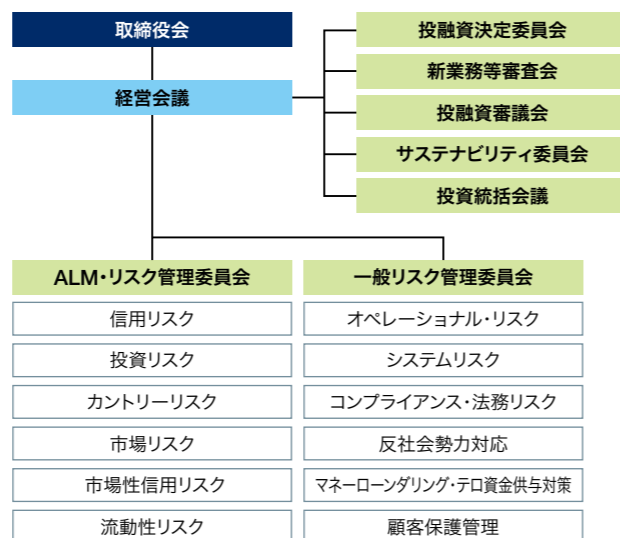 取締役会
経営会議
投融資決定委員会
新業務等審査会
投融資審議会
サステナビリティ委員会
投資統括会議
ALM・リスク管理委員会
信用リスク
投資リスク
カントリーリスク
市場リスク
市場性信用リスク
流動性リスク
一般リスク管理委員会
オペレーショナル・リスク
システムリスク
コンプライアンス・法務リスク
反社会勢力対応
マネーローンダリング・テロ資金供与対策
顧客保護管理